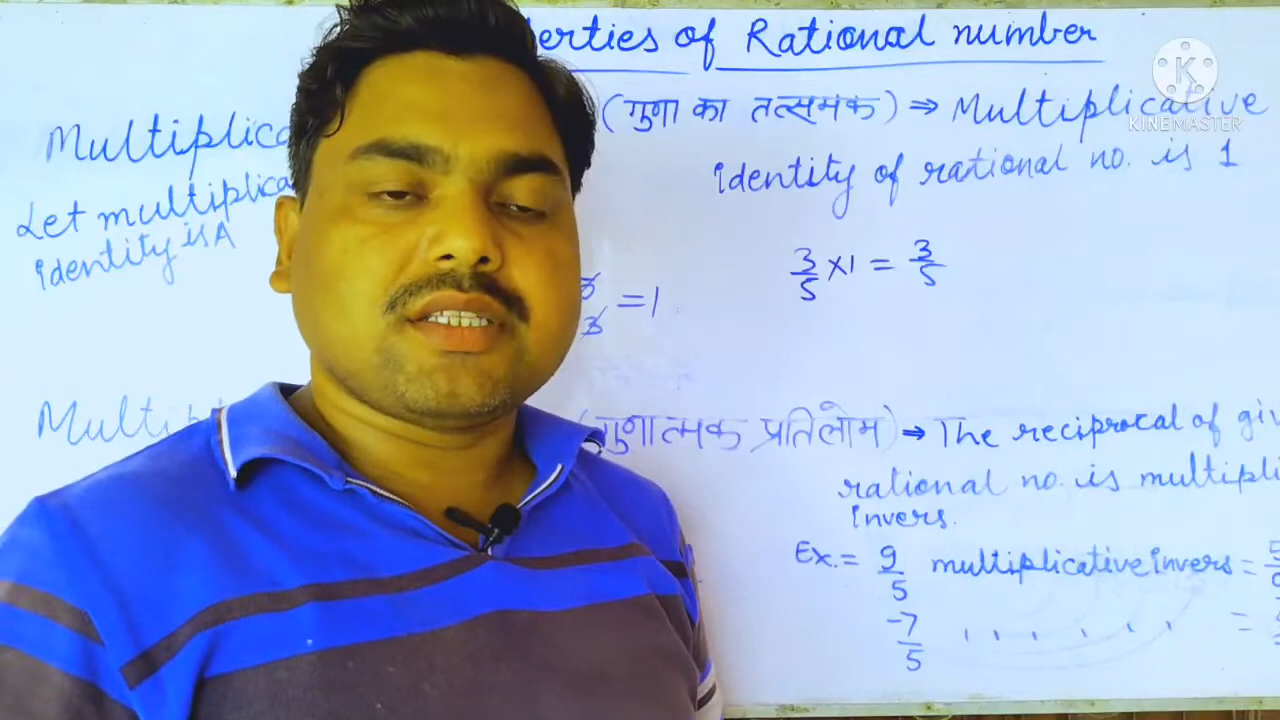 erties of Rational number
KINEMASTER
Multiplica (गुणा का तत्समक) ⇒ Multiplicative
identity of rational no. is 1
Let multiplica
identity is A
3/5 × 1 = 3/5
= 1
Multi (गुणात्मक प्रतिलोम) ⇒ The reciprocal of gi
rational no. is multipli
invers.
Ex. = 9/5 multiplicative invers =
-7/5 , , , , , , =